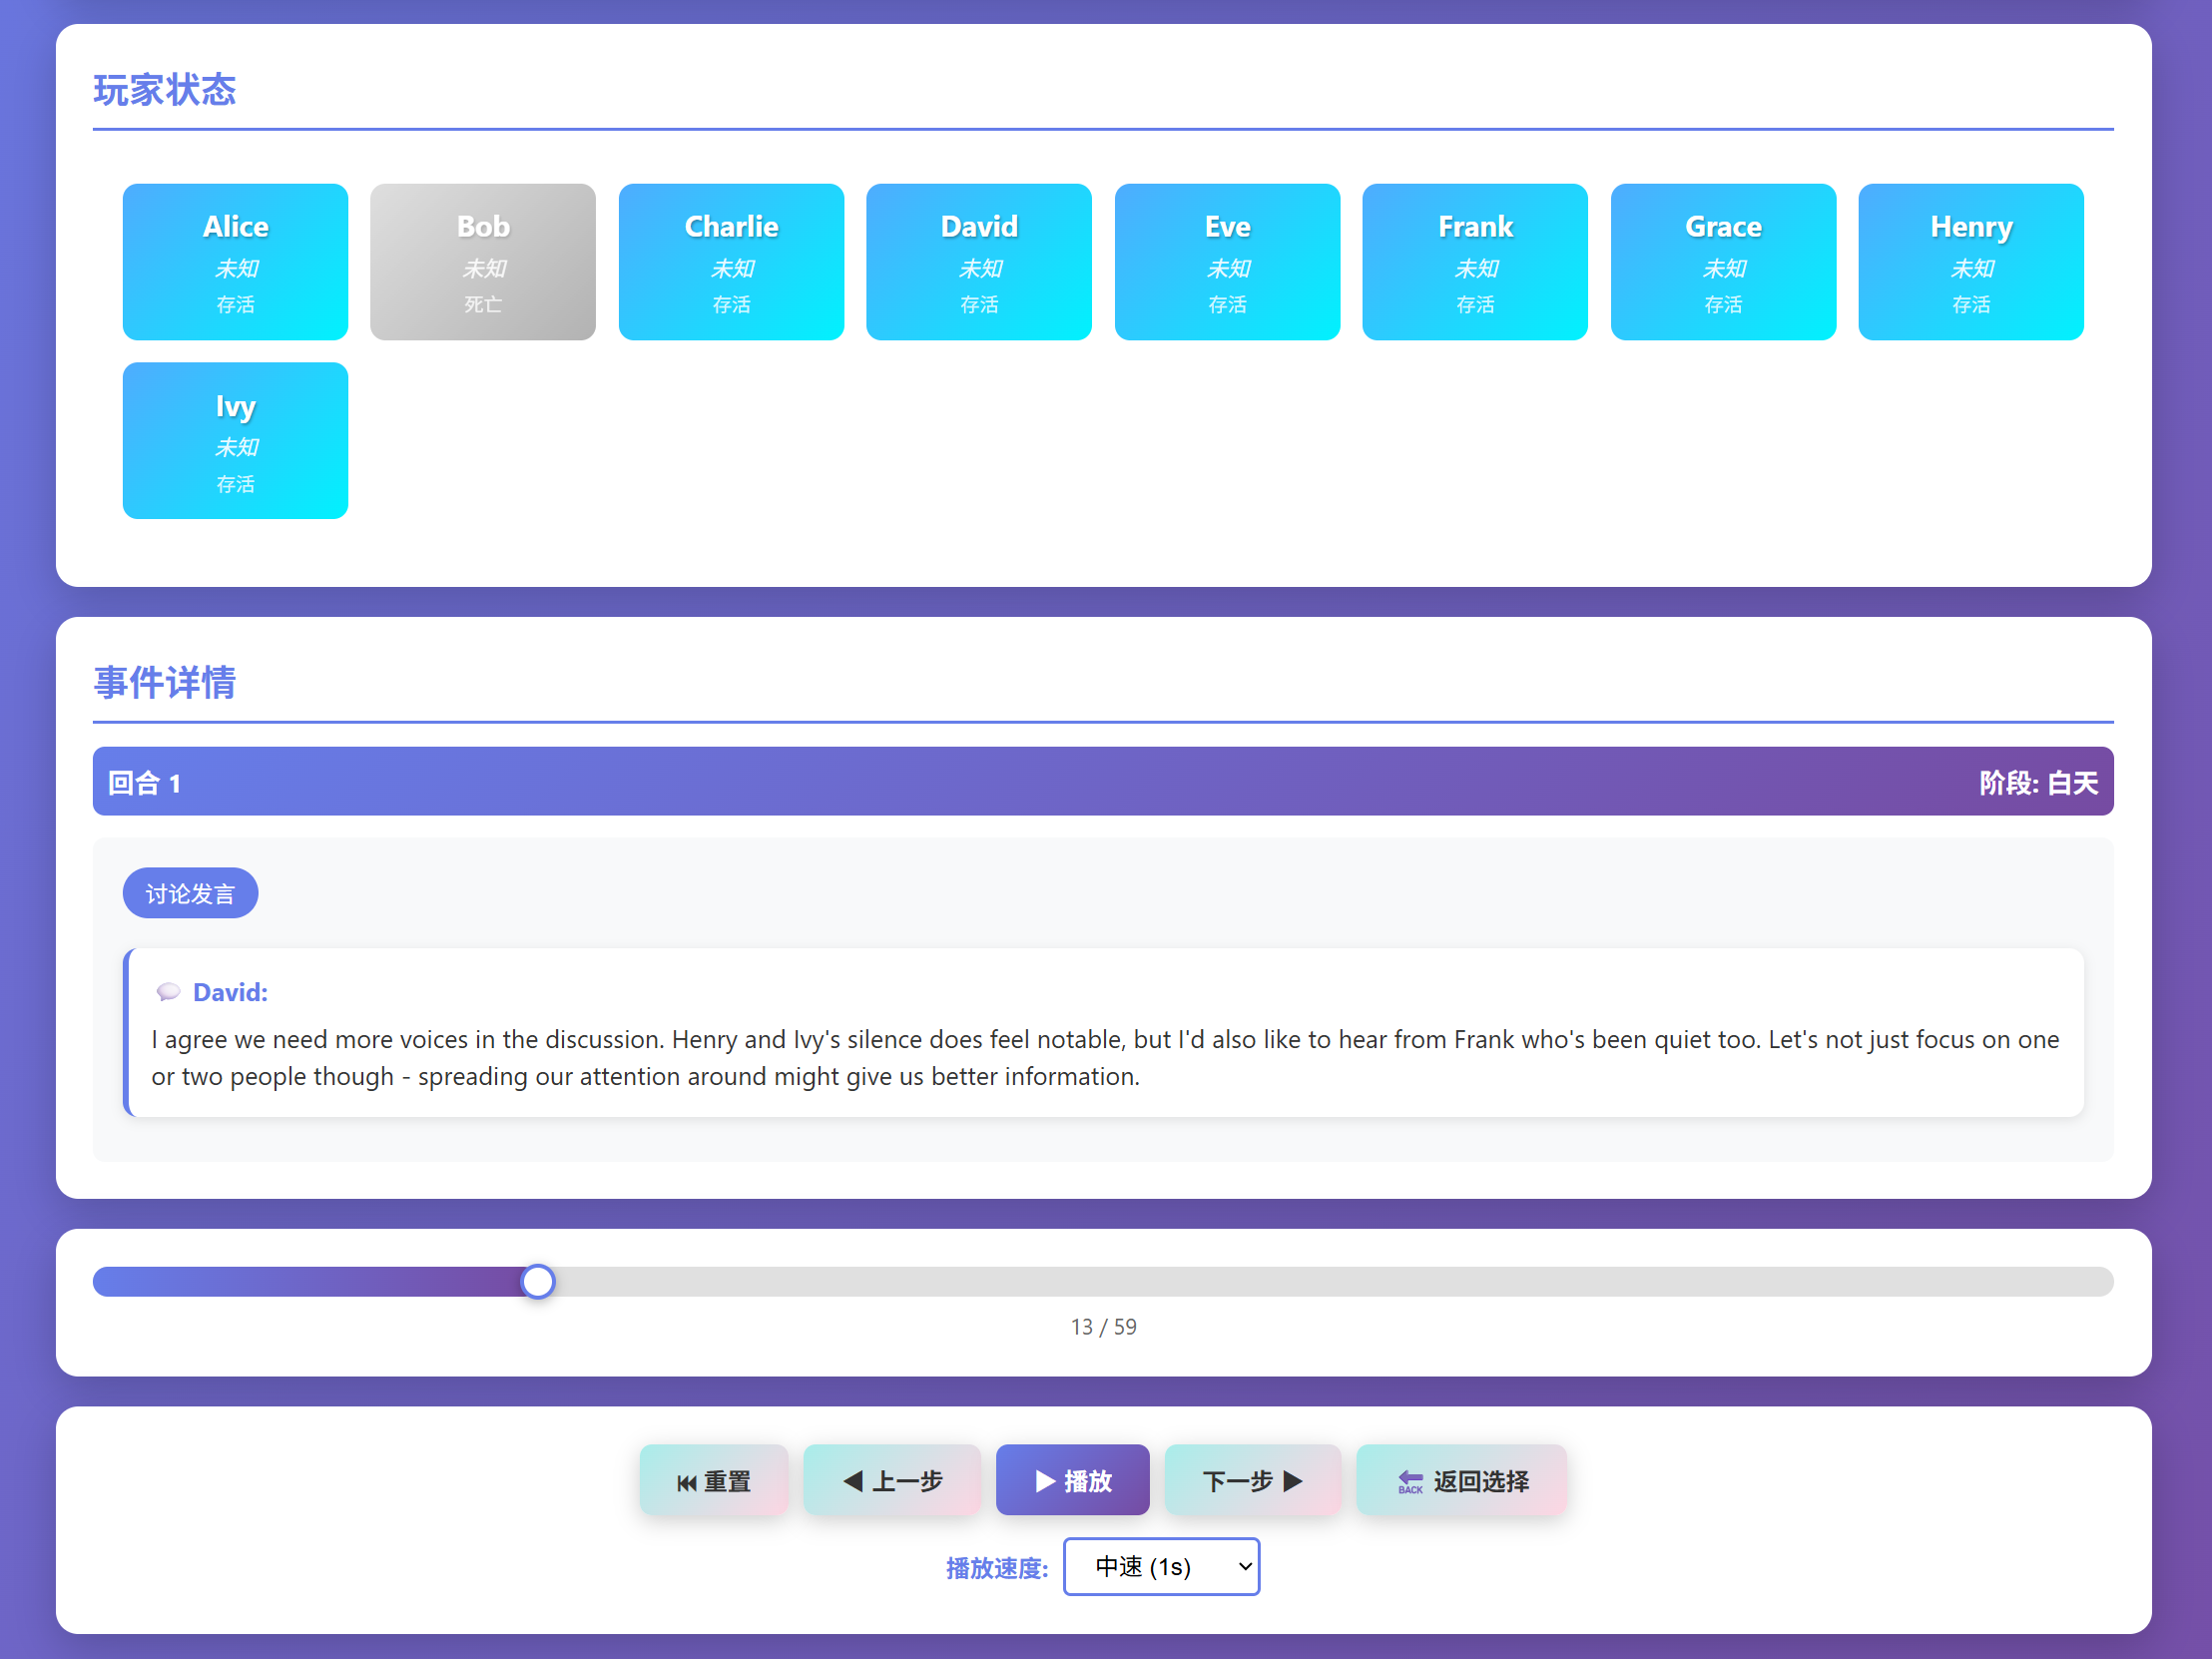 玩家状态
Alice
未知
存活
Bob
未知
死亡
Charlie
未知
存活
David
未知
存活
Eve
未知
存活
Frank
未知
存活
Grace
未知
存活
Henry
未知
存活
Ivy
未知
存活
事件详情
回合 1
阶段: 白天
讨论发言
David:
I agree we need more voices in the discussion. Henry and Ivy's silence does feel notable, but I'd also like to hear from Frank who's been quiet too. Let's not just focus on one
or two people though - spreading our attention around might give us better information.
13 / 59
⏮ 重置
◀ 上一步
▶ 播放
下一步 ▶
🔙 返回选择
播放速度:
中速 (1s)